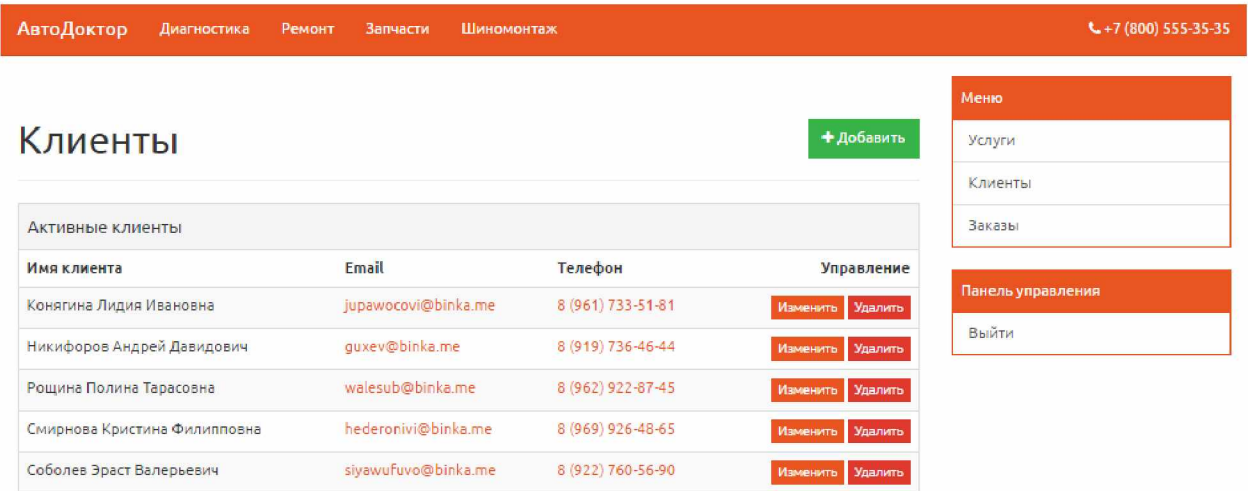 АвтоДоктор Диагностика Ремонт Запчасти Шиномонтаж +7 (800) 555-35-35
Клиенты
+ Добавить
Активные клиенты
Имя клиента Email Телефон Управление
Конягина Лидия Ивановна jupawocovi@binka.me 8 (961) 733-51-81 Изменить Удалить
Никифоров Андрей Давидович guxev@binka.me 8 (919) 736-46-44 Изменить Удалить
Рощина Полина Тарасовна walesub@binka.me 8 (962) 922-87-45 Изменить Удалить
Смирнова Кристина Филипповна hederonivi@binka.me 8 (969) 926-48-65 Изменить Удалить
Соболев Эраст Валерьевич siyawufuvo@binka.me 8 (922) 760-56-90 Изменить Удалить
Меню
Услуги
Клиенты
Заказы
Панель управления
Выйти